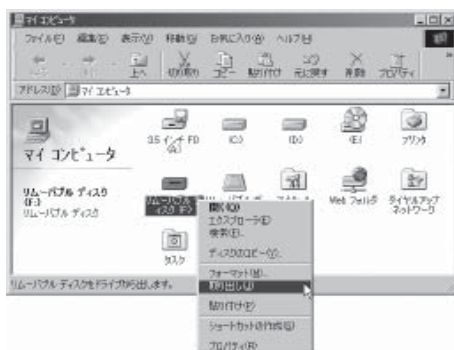 マイ コンピュータ
ファイル(F) 編集(E) 表示(V) 移動(G) お気に入り(A) ヘルプ(H)
上へ 切り取り コピー 貼り付け 元に戻す 削除 プロパティ
アドレス(D) マイ コンピュータ
マイ コンピュータ
3.5 インチ FD (A)
(C:)
(D:)
(E:)
プリンタ
リムーバブル ディスク
(F:)
リムーバブル ディスク
リムーバブル ディスク (F:)
Web フォルダ
ダイヤルアップ ネットワーク
タスク
開く(O)
エクスプローラ(E)
検索(F)...
ディスクのコピー(Y)...
フォーマット(M)...
取り出し(J)
貼り付け(P)
ショートカットの作成(S)
プロパティ(R)
リムーバブル ディスクをドライブから出します。